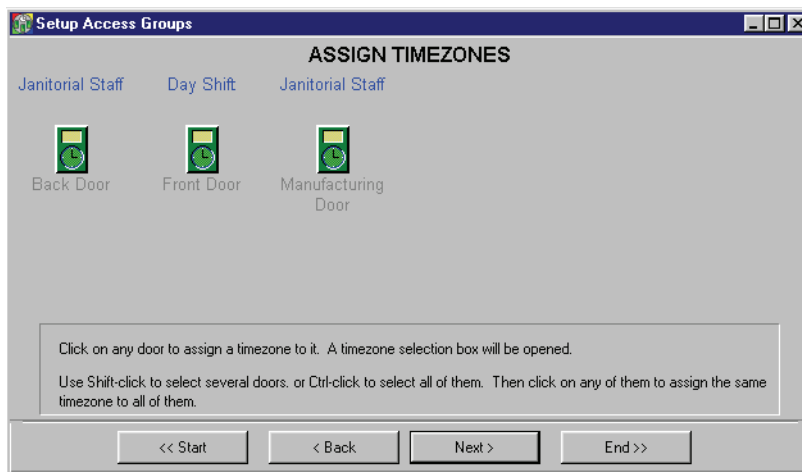 Setup Access Groups
ASSIGN TIMEZONES
Janitorial Staff Day Shift Janitorial Staff
Back Door Front Door Manufacturing
Door
Click on any door to assign a timezone to it. A timezone selection box will be opened.
Use Shift-click to select several doors. or Ctrl-click to select all of them. Then click on any of them to assign the same
timezone to all of them.
<< Start < Back Next > End >>